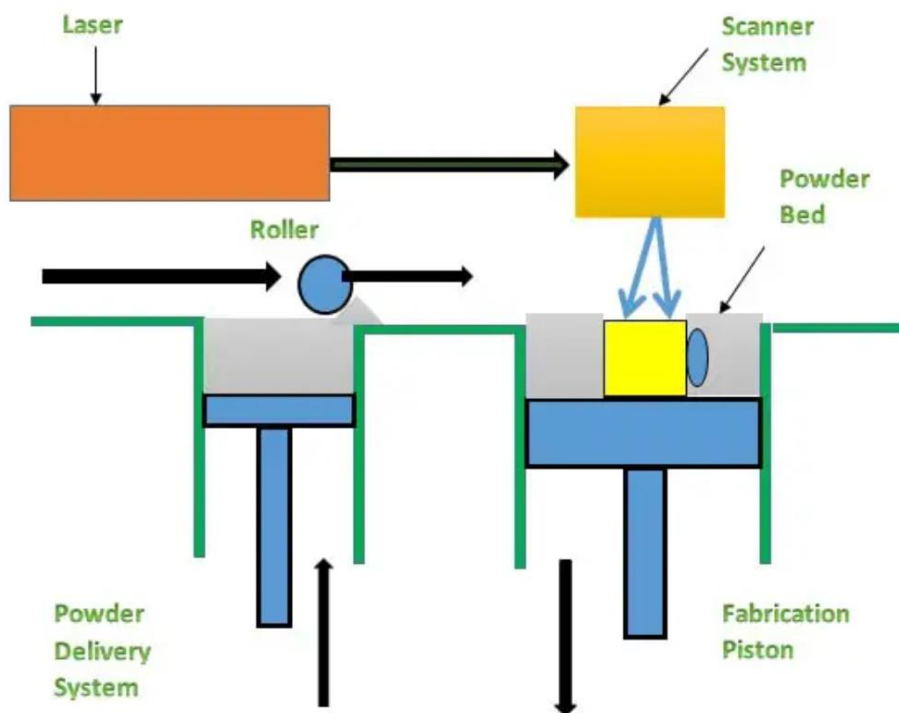 Laser
Scanner
System
Powder
Bed
Roller
Powder
Delivery
System
Fabrication
Piston